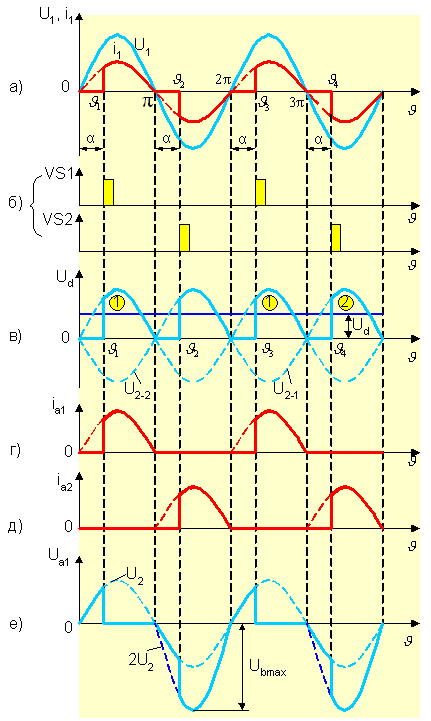 U1, i1
i1 U1
ϑ2 2π ϑ4
а) 0
ϑ1 π ϑ3 3π ϑ
α α α α
VS1
б) ϑ
VS2
ϑ
Ud
1 1 2
Ud
в) 0
ϑ1 ϑ2 ϑ3 ϑ4 ϑ
U2-2 U2-1
ia1
г) 0 ϑ
ia2
д) 0 ϑ
Ua1
U2
е) 0 ϑ
2U2 Ubmax